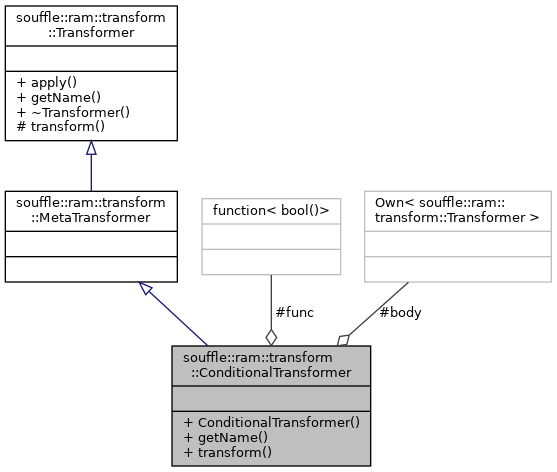 souffle::ram::transform
::Transformer
+ apply()
+ getName()
+ ~Transformer()
# transform()
souffle::ram::transform
::MetaTransformer
function< bool()>
Own< souffle::ram::
transform::Transformer >
#func
#body
souffle::ram::transform
::ConditionalTransformer
+ ConditionalTransformer()
+ getName()
+ transform()